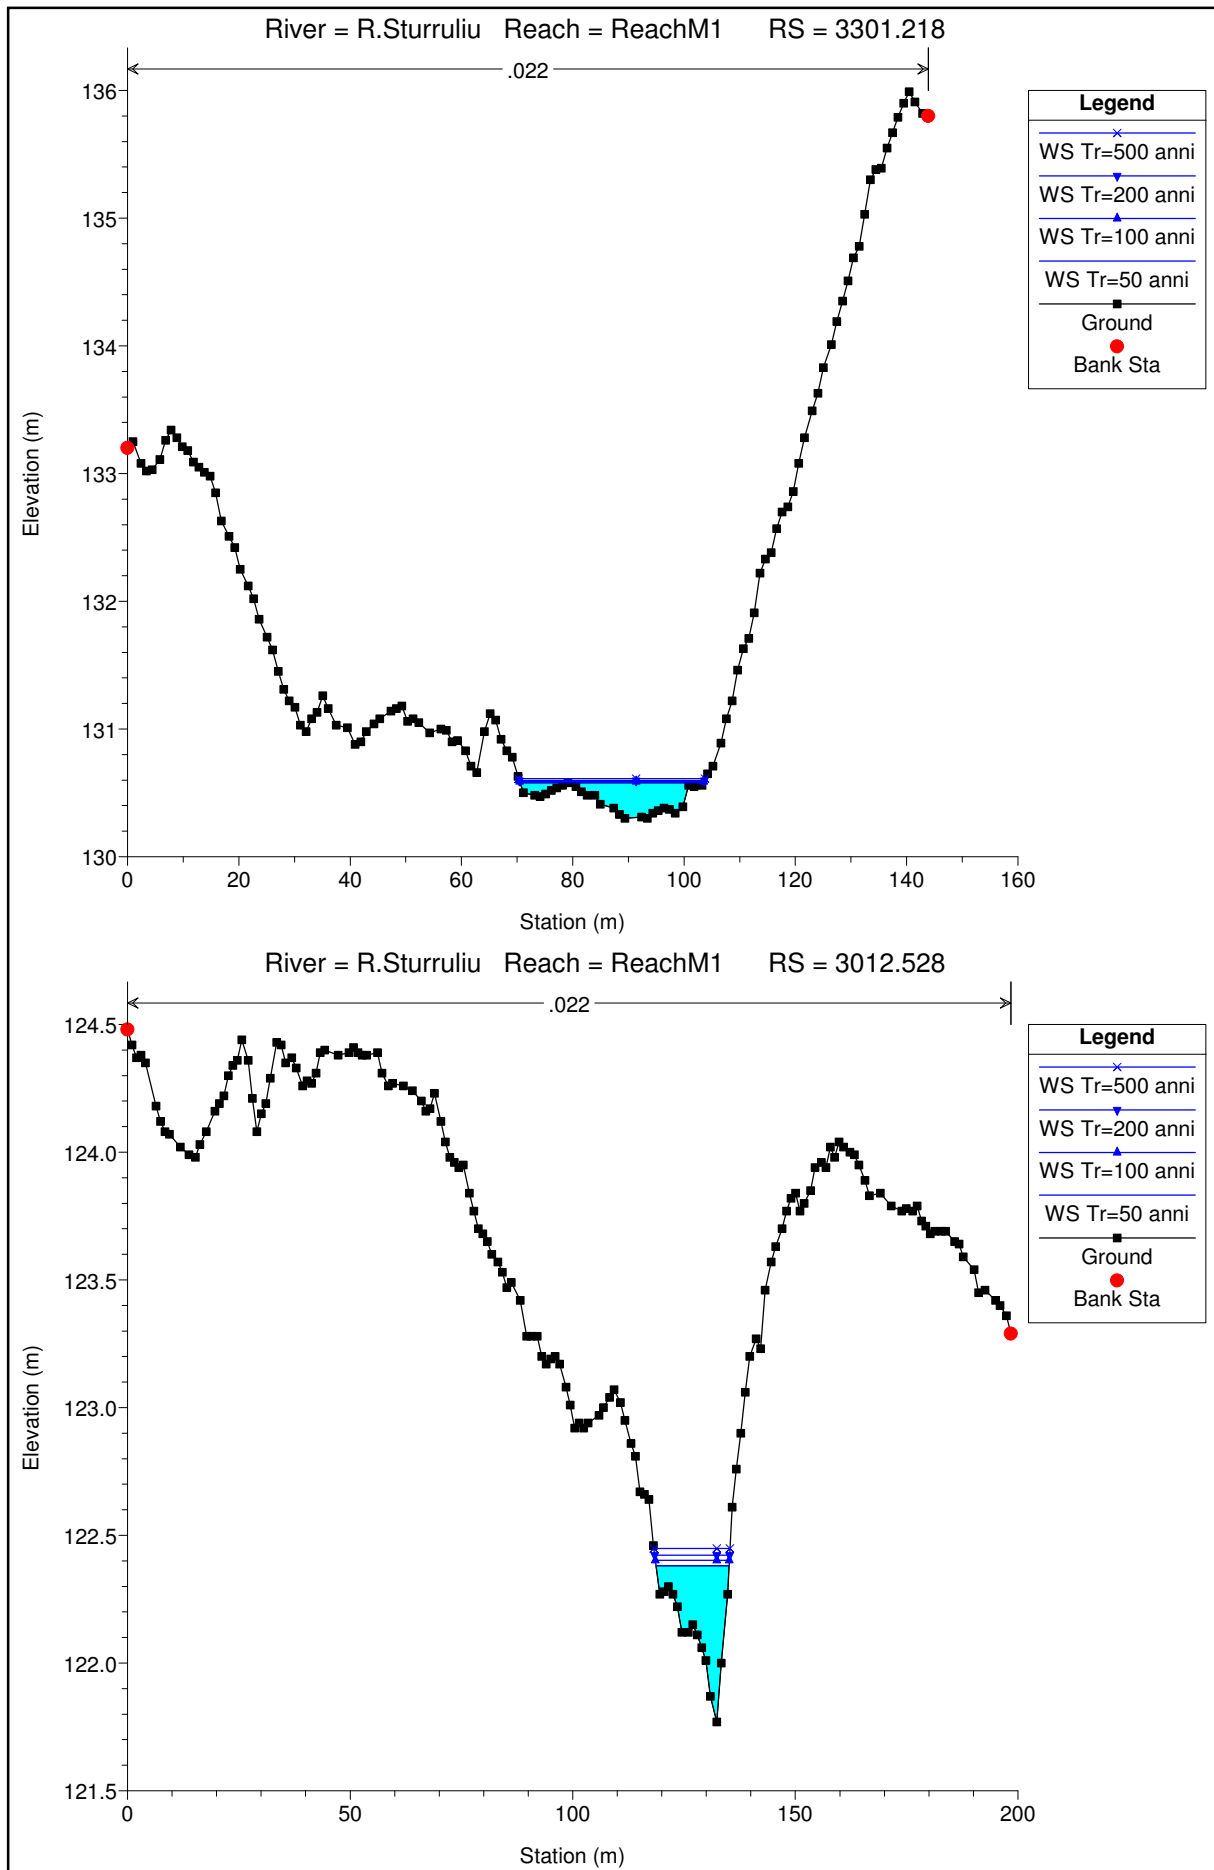 River = R.Sturruliu Reach = ReachM1 RS = 3301.218
.022
136
135
134
133
132
131
130
Elevation (m)
0 20 40 60 80 100 120 140 160
Station (m)
Legend
WS Tr=500 anni
WS Tr=200 anni
WS Tr=100 anni
WS Tr=50 anni
Ground
Bank Sta
River = R.Sturruliu Reach = ReachM1 RS = 3012.528
.022
124.5
124.0
123.5
123.0
122.5
122.0
121.5
Elevation (m)
0 50 100 150 200
Station (m)
Legend
WS Tr=500 anni
WS Tr=200 anni
WS Tr=100 anni
WS Tr=50 anni
Ground
Bank Sta